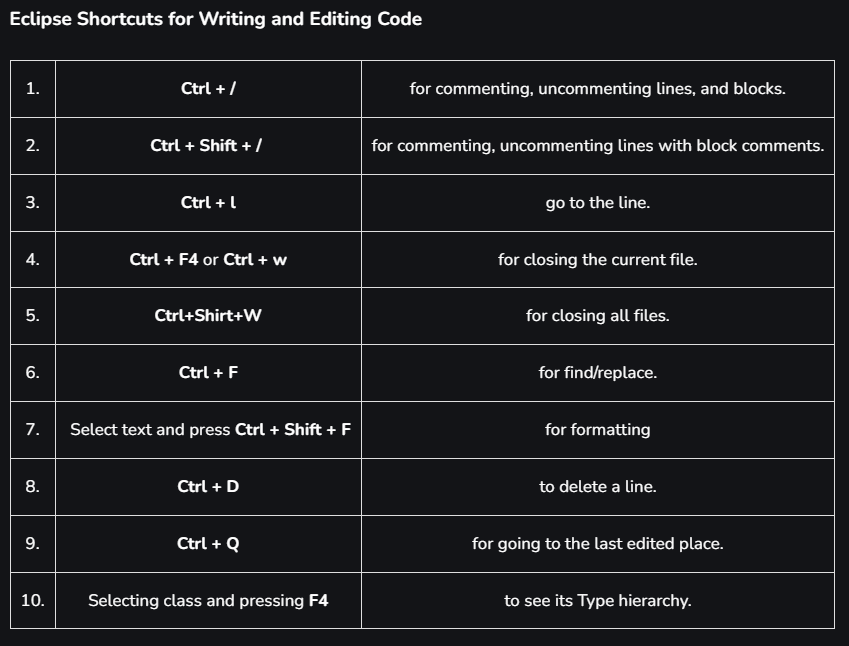 Eclipse Shortcuts for Writing and Editing Code
1. Ctrl + / for commenting, uncommenting lines, and blocks.
2. Ctrl + Shift + / for commenting, uncommenting lines with block comments.
3. Ctrl + l go to the line.
4. Ctrl + F4 or Ctrl + w for closing the current file.
5. Ctrl+Shirt+W for closing all files.
6. Ctrl + F for find/replace.
7. Select text and press Ctrl + Shift + F for formatting
8. Ctrl + D to delete a line.
9. Ctrl + Q for going to the last edited place.
10. Selecting class and pressing F4 to see its Type hierarchy.